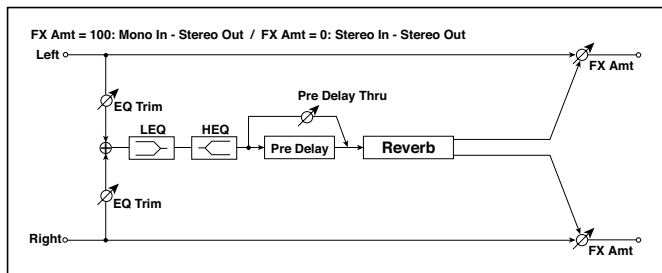 FX Amt = 100: Mono In - Stereo Out / FX Amt = 0: Stereo In - Stereo Out
Left
FX Amt
Pre Delay Thru
EQ Trim
LEQ
HEQ
Pre Delay
Reverb
EQ Trim
Right
FX Amt